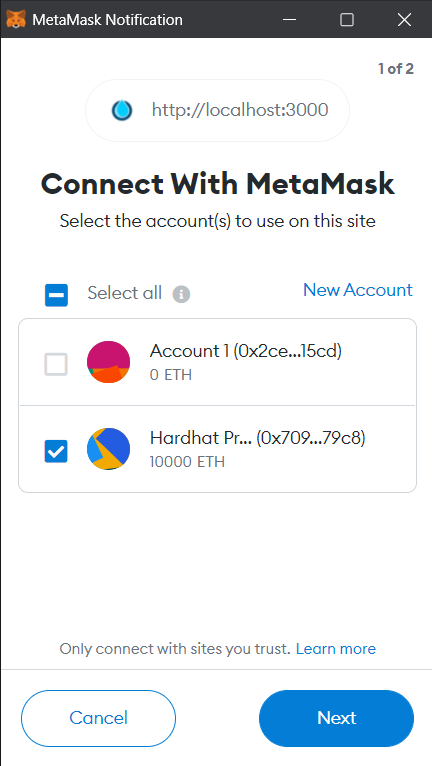 MetaMask Notification
1 of 2
http://localhost:3000
Connect With MetaMask
Select the account(s) to use on this site
Select all
New Account
Account 1 (0x2ce...15cd)
0 ETH
Hardhat Pr... (0x709...79c8)
10000 ETH
Only connect with sites you trust. Learn more
Cancel
Next